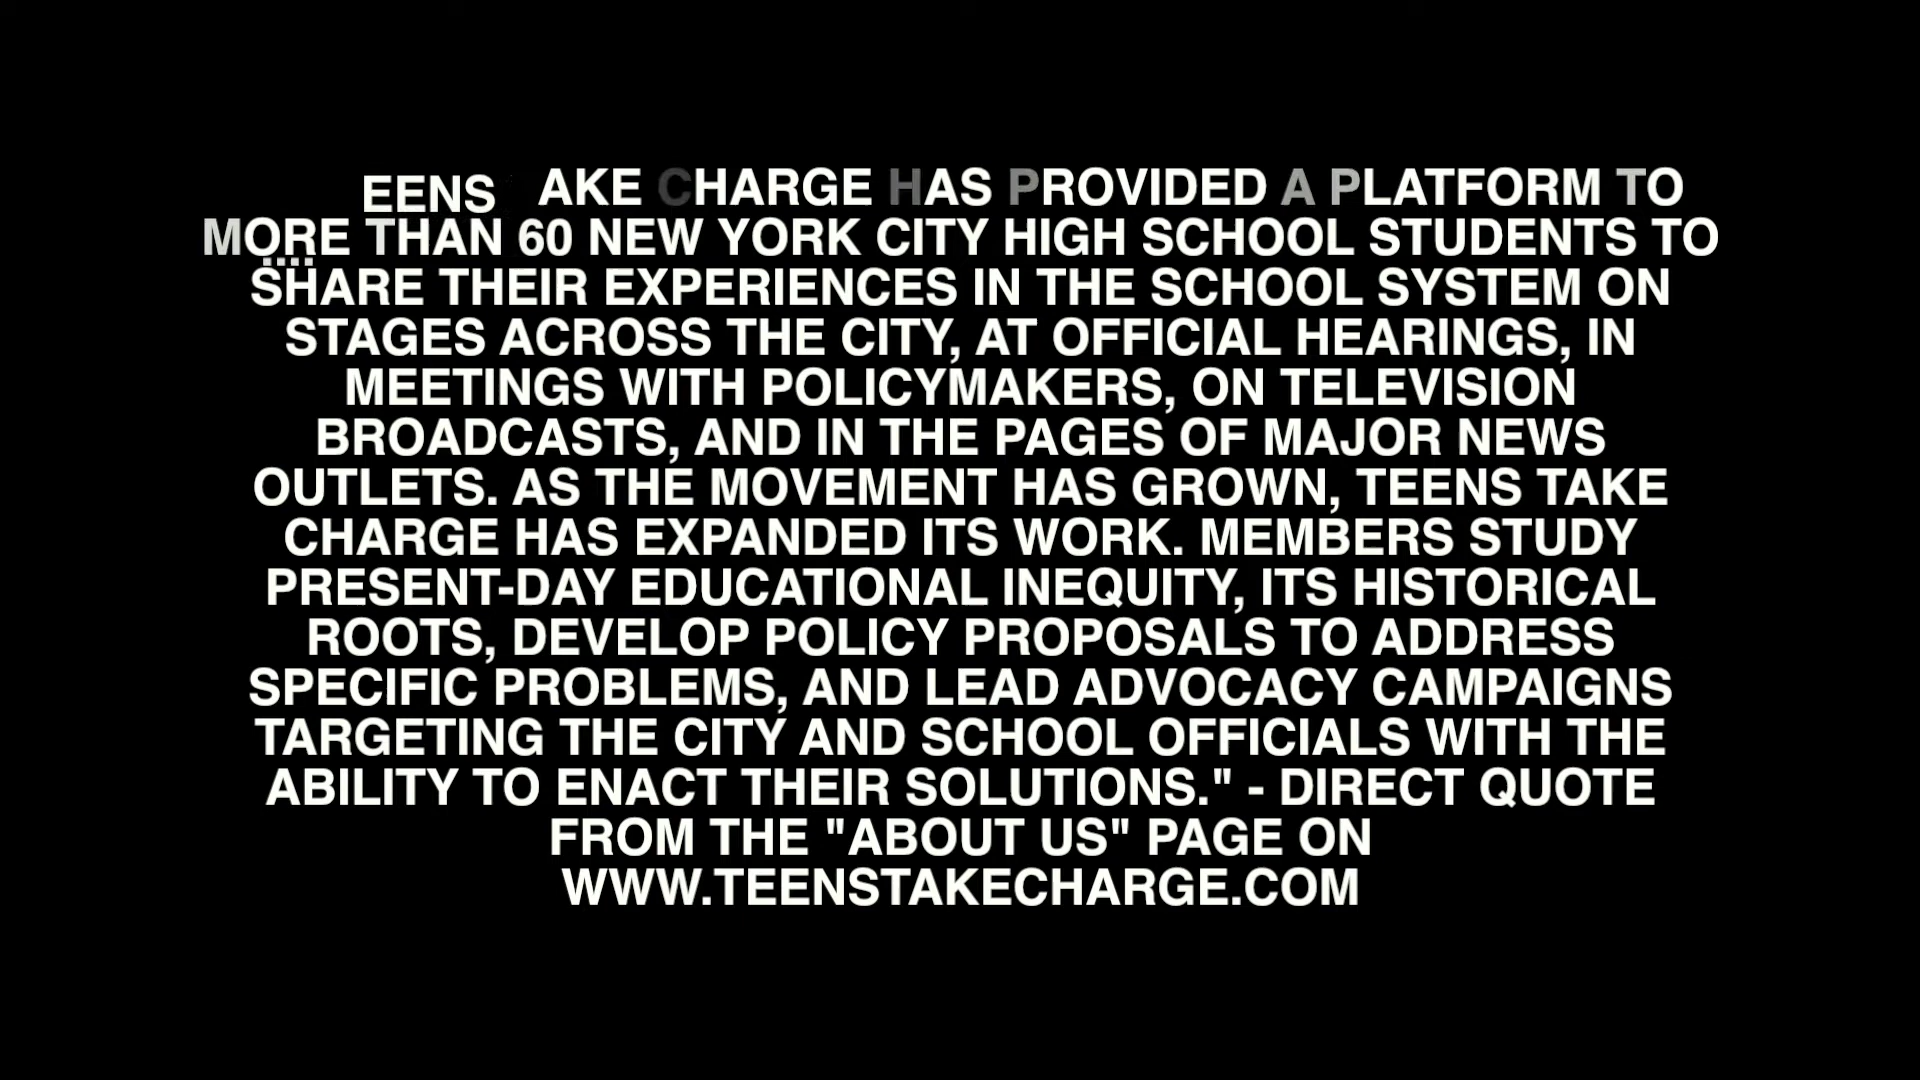 EENS AKE CHARGE HAS PROVIDED A PLATFORM TO
MORE THAN 60 NEW YORK CITY HIGH SCHOOL STUDENTS TO
SHARE THEIR EXPERIENCES IN THE SCHOOL SYSTEM ON
STAGES ACROSS THE CITY, AT OFFICIAL HEARINGS, IN
MEETINGS WITH POLICYMAKERS, ON TELEVISION
BROADCASTS, AND IN THE PAGES OF MAJOR NEWS
OUTLETS. AS THE MOVEMENT HAS GROWN, TEENS TAKE
CHARGE HAS EXPANDED ITS WORK. MEMBERS STUDY
PRESENT-DAY EDUCATIONAL INEQUITY, ITS HISTORICAL
ROOTS, DEVELOP POLICY PROPOSALS TO ADDRESS
SPECIFIC PROBLEMS, AND LEAD ADVOCACY CAMPAIGNS
TARGETING THE CITY AND SCHOOL OFFICIALS WITH THE
ABILITY TO ENACT THEIR SOLUTIONS." - DIRECT QUOTE
FROM THE "ABOUT US" PAGE ON
WWW.TEENSTAKECHARGE.COM